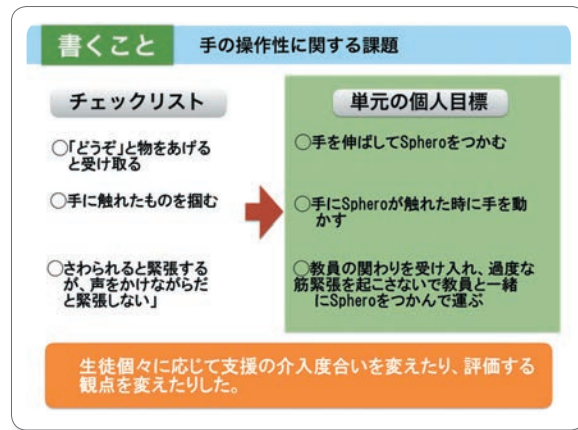 書くこと 手の操作性に関する課題
チェックリスト
○「どうぞ」と物をあげる
と受け取る
○手に触れたものを掴む
○さわられると緊張する
が、声をかけながらだ
と緊張しない」
単元の個人目標
○手を伸ばしてSpheroをつかむ
○手にSpheroが触れた時に手を動
かす
○教員の関わりを受け入れ、過度な
筋緊張を起こさないで教員と一緒
にSpheroをつかんで運ぶ
生徒個々に応じて支援の介入度合いを変えたり、評価する
観点を変えたりした。